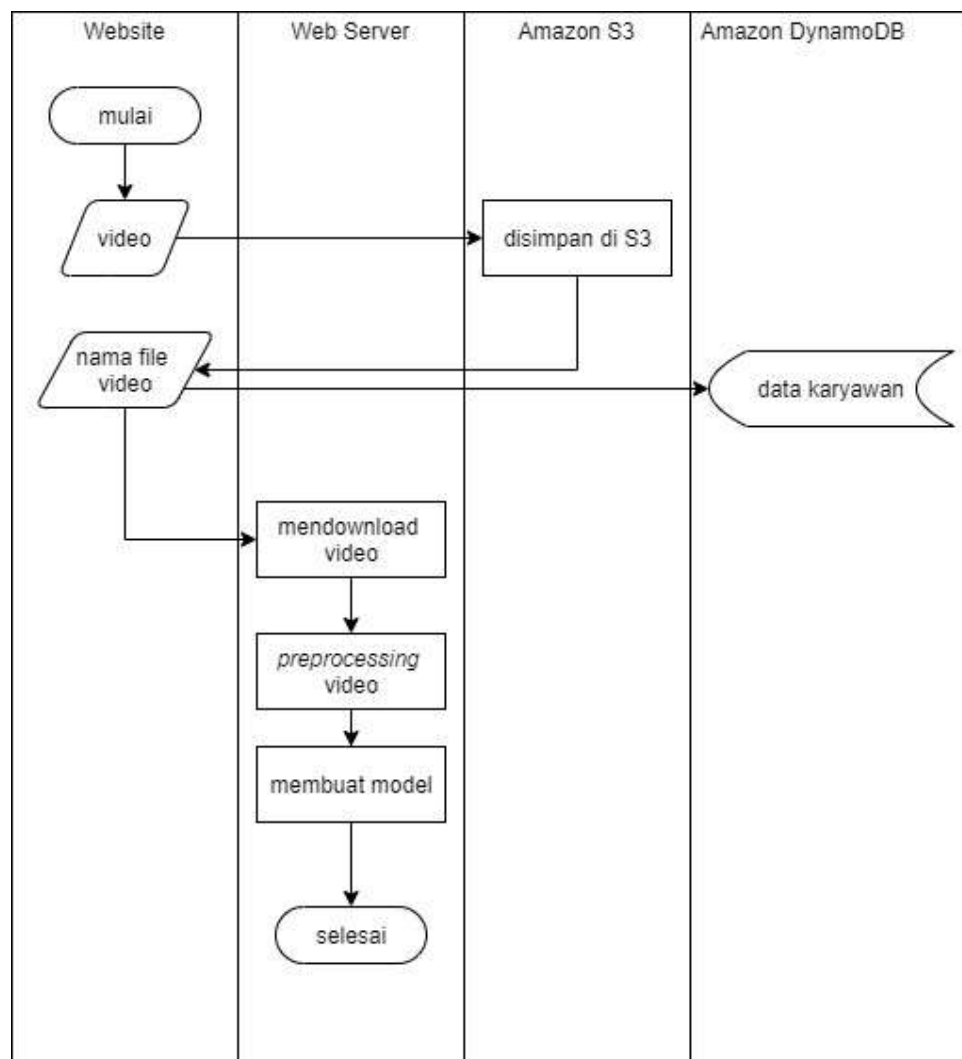 Website
Web Server
Amazon S3
Amazon DynamoDB
mulai
video
disimpan di S3
nama file
video
data karyawan
mendownload
video
preprocessing
video
membuat model
selesai